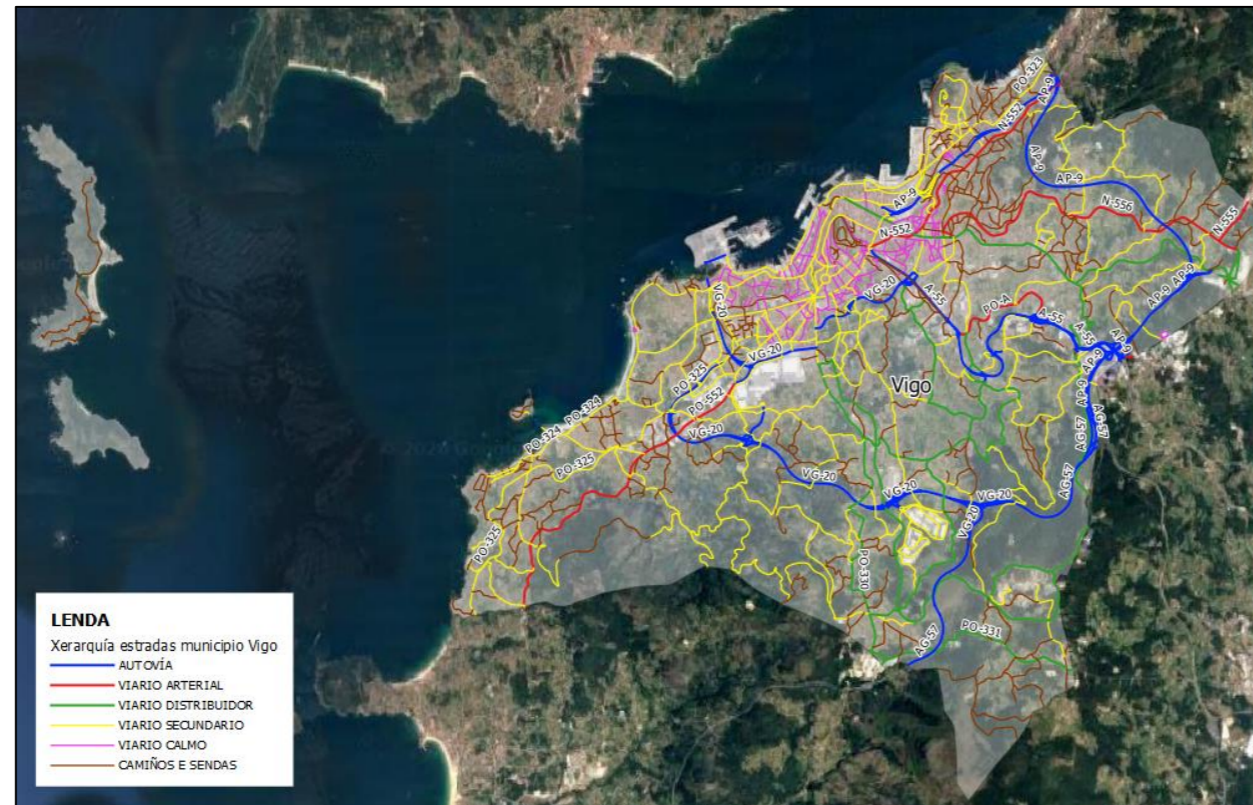 PO-323
AP-9
N-552
AP-9
AP-9
AP-9
N-556
N-555
N-552
VG-20
A-55
AP-9
AP-9
VG-20
PO-A
A-55
A-55
AP-9
AP-9
VG-20
PO-325
PO-552
Vigo
AP-9
AG-57
AG-57
PO-324
PO-324
VG-20
PO-325
VG-20
VG-20
VG-20
AG-57
VG-20
PO-325
PO-330
PO-331
AG-57
LENDA
Xerarquía estradas municipio Vigo
AUTOVÍA
VIARIO ARTERIAL
VIARIO DISTRIBUIDOR
VIARIO SECUNDARIO
VIARIO CALMO
CAMIÑOS E SENDAS